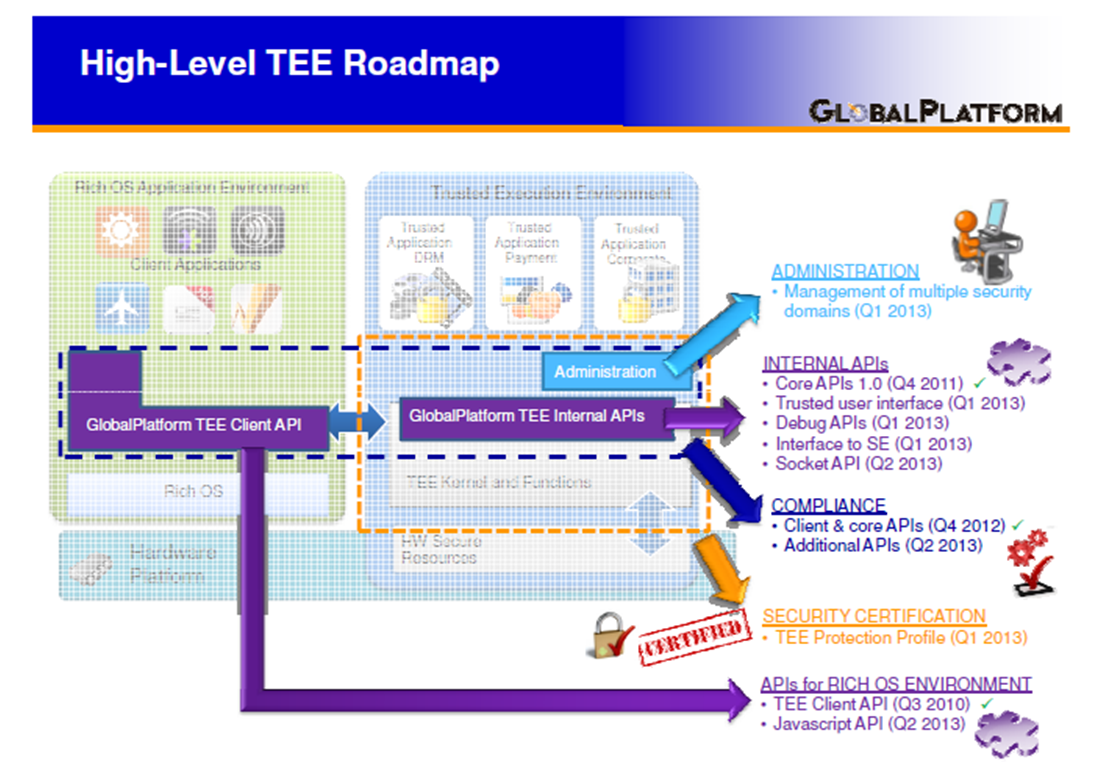 High-Level TEE Roadmap
GLOBALPLATFORM
Rich OS Application Environment
Client Applications
Trusted Execution Environment
Trusted
Application
DRM
Trusted
Application
Payment
Trusted
Application
Corporate
Administration
GlobalPlatform TEE Client API
GlobalPlatform TEE Internal APIs
Rich OS
TEE Kernel and Functions
Hardware
Platform
HW Secure
Resources
ADMINISTRATION
• Management of multiple security
domains (Q1 2013)
INTERNAL APIs
• Core APIs 1.0 (Q4 2011) ✓
• Trusted user interface (Q1 2013)
• Debug APIs (Q1 2013)
• Interface to SE (Q1 2013)
• Socket API (Q2 2013)
COMPLIANCE
• Client & core APIs (Q4 2012) ✓
• Additional APIs (Q2 2013)
CERTIFIED
SECURITY CERTIFICATION
• TEE Protection Profile (Q1 2013)
APIs for RICH OS ENVIRONMENT
• TEE Client API (Q3 2010) ✓
• Javascript API (Q2 2013)